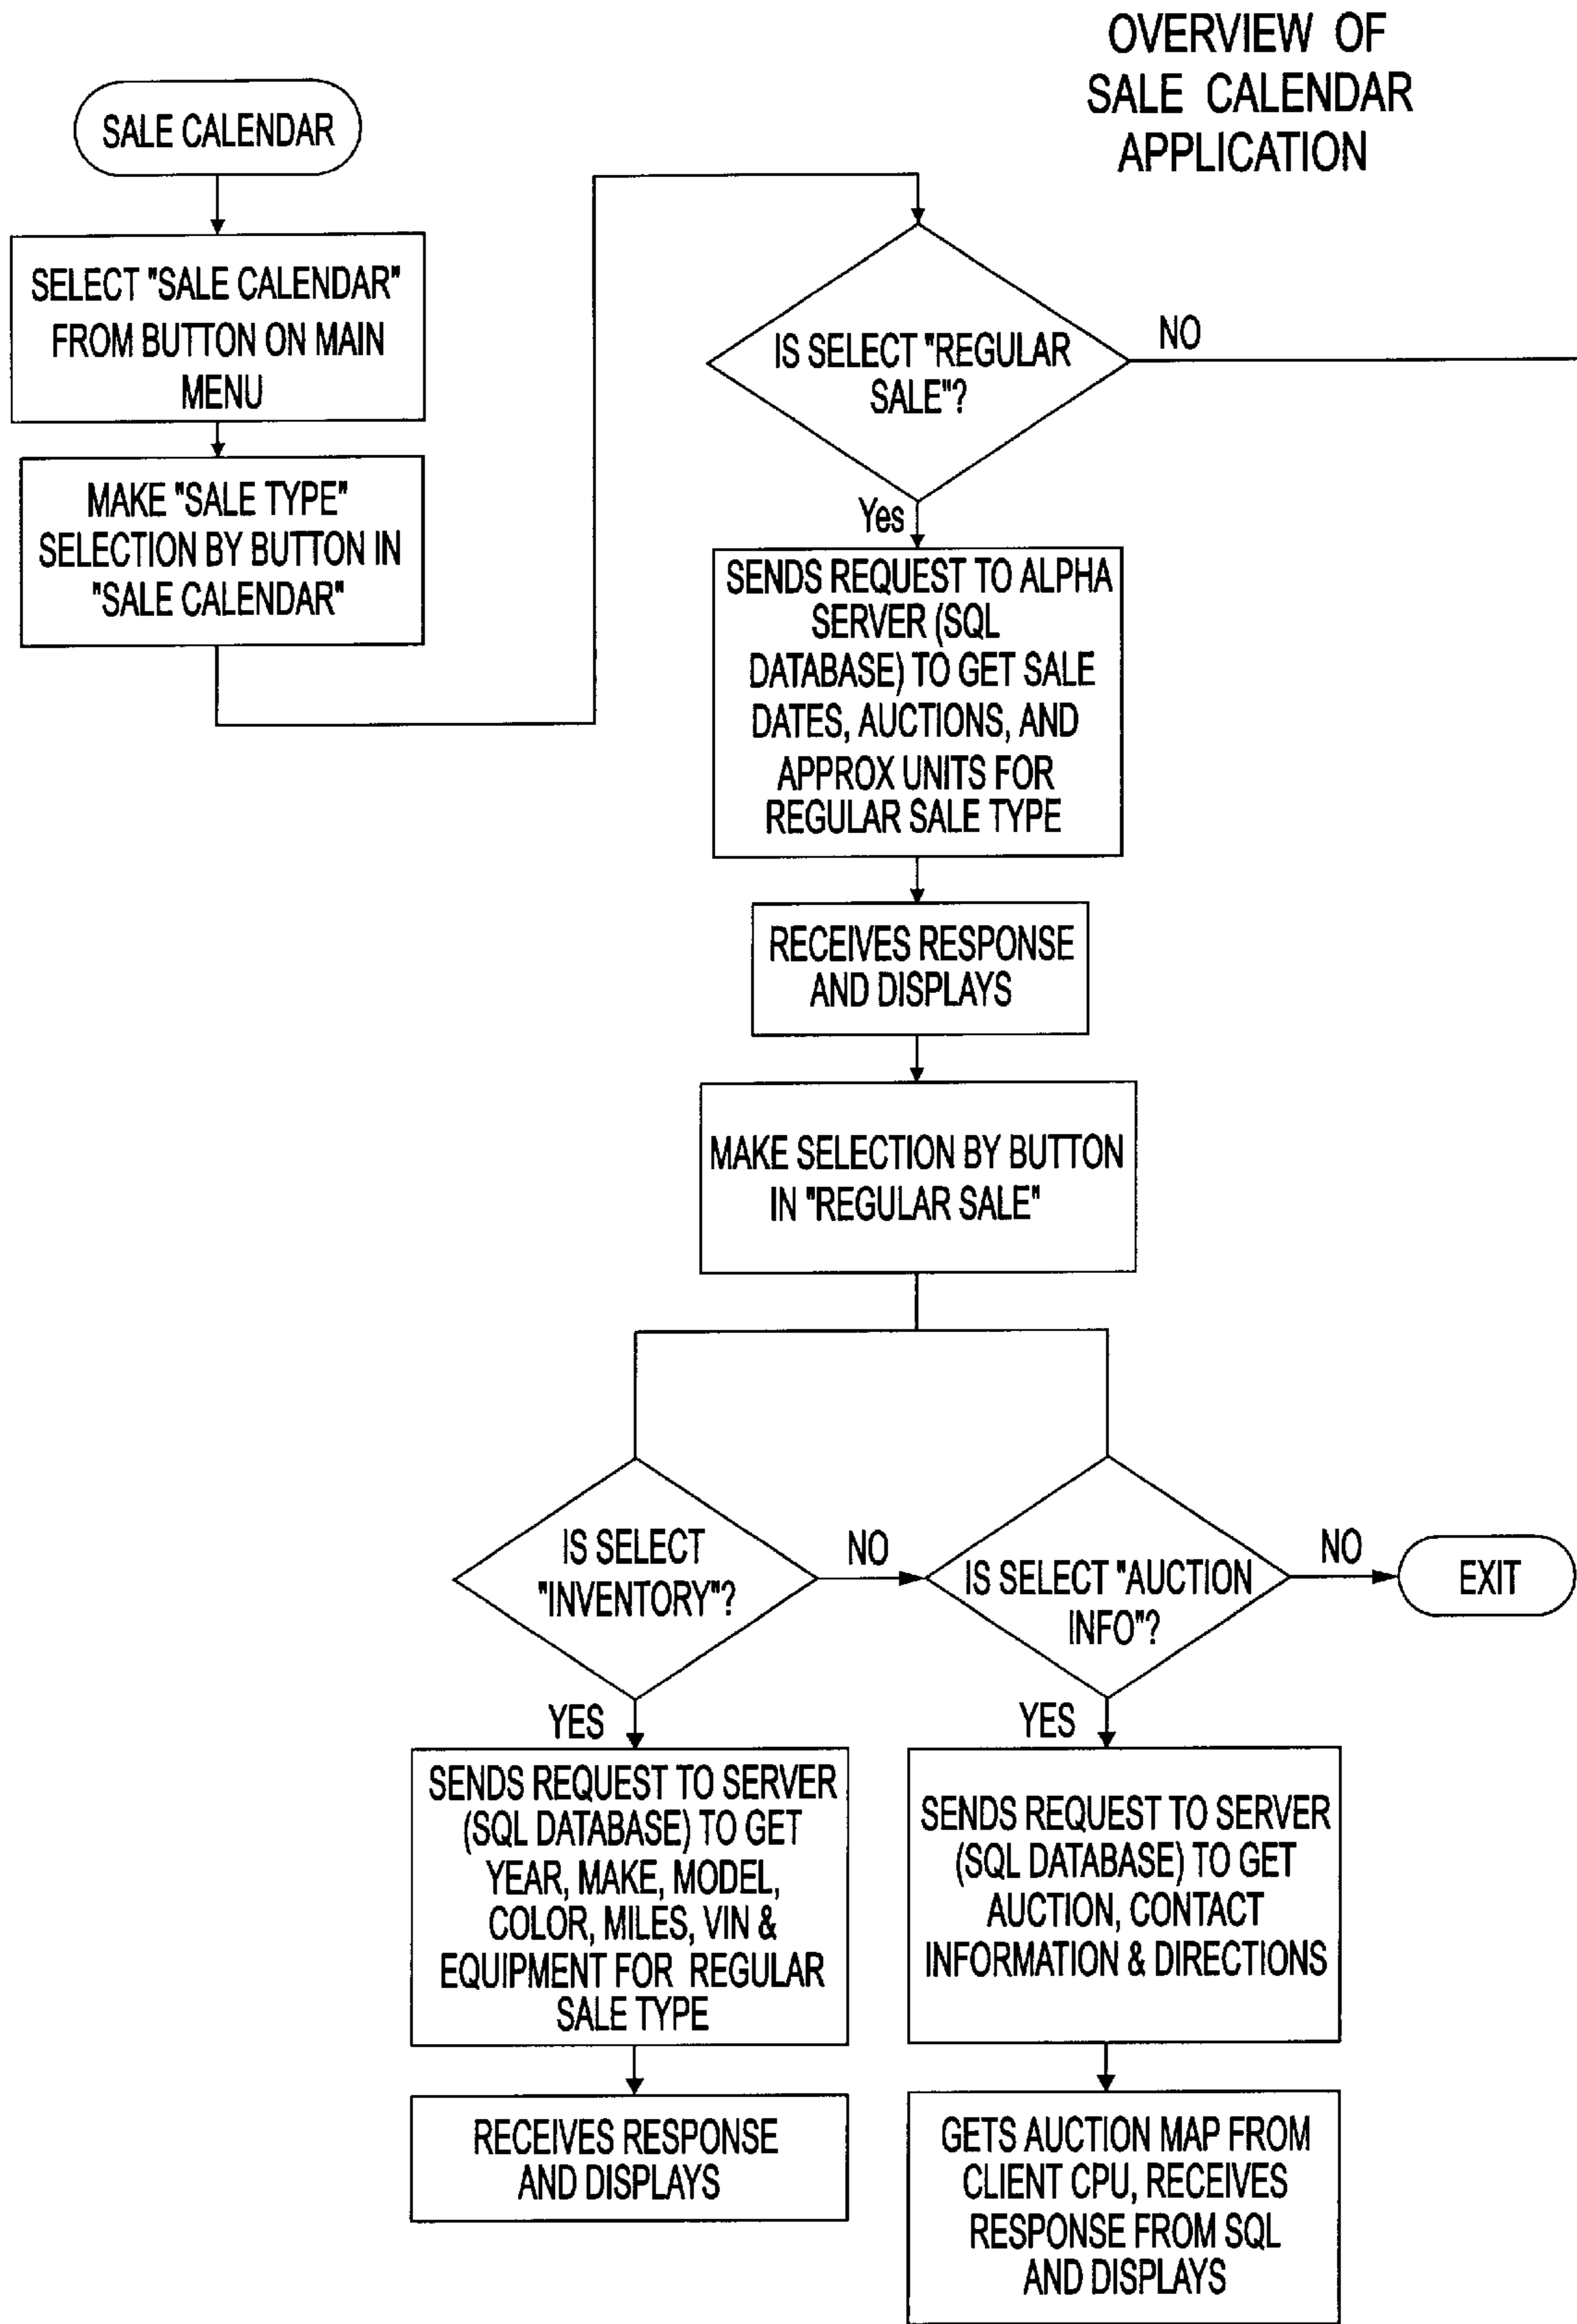 OVERVIEW OF
SALE CALENDAR
APPLICATION
SALE CALENDAR
SELECT "SALE CALENDAR"
FROM BUTTON ON MAIN
MENU
MAKE "SALE TYPE"
SELECTION BY BUTTON IN
"SALE CALENDAR"
IS SELECT "REGULAR
SALE"?
NO
Yes
SENDS REQUEST TO ALPHA
SERVER (SQL
DATABASE) TO GET SALE
DATES, AUCTIONS, AND
APPROX UNITS FOR
REGULAR SALE TYPE
RECEIVES RESPONSE
AND DISPLAYS
MAKE SELECTION BY BUTTON
IN "REGULAR SALE"
IS SELECT
"INVENTORY"?
NO
IS SELECT "AUCTION
INFO"?
NO
EXIT
YES
SENDS REQUEST TO SERVER
(SQL DATABASE) TO GET
YEAR, MAKE, MODEL,
COLOR, MILES, VIN &
EQUIPMENT FOR REGULAR
SALE TYPE
RECEIVES RESPONSE
AND DISPLAYS
YES
SENDS REQUEST TO SERVER
(SQL DATABASE) TO GET
AUCTION, CONTACT
INFORMATION & DIRECTIONS
GETS AUCTION MAP FROM
CLIENT CPU, RECEIVES
RESPONSE FROM SQL
AND DISPLAYS